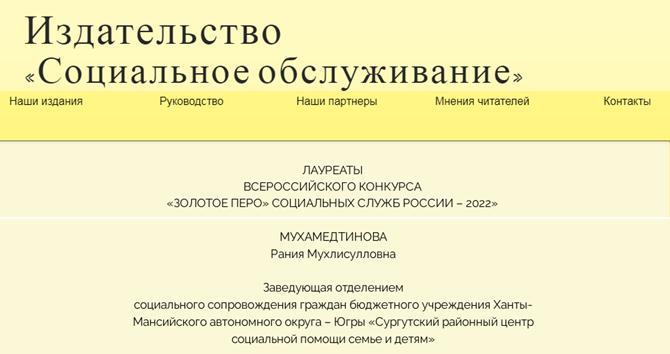 Издательство
«Социальное обслуживание»
Наши издания Руководство Наши партнеры Мнения читателей Контакты
ЛАУРЕАТЫ
ВСЕРОССИЙСКОГО КОНКУРСА
«ЗОЛОТОЕ ПЕРО» СОЦИАЛЬНЫХ СЛУЖБ РОССИИ – 2022»
МУХАМЕДТИНОВА
Рания Мухлисулловна
Заведующая отделением
социального сопровождения граждан бюджетного учреждения Ханты-
Мансийского автономного округа – Югры «Сургутский районный центр
социальной помощи семье и детям»